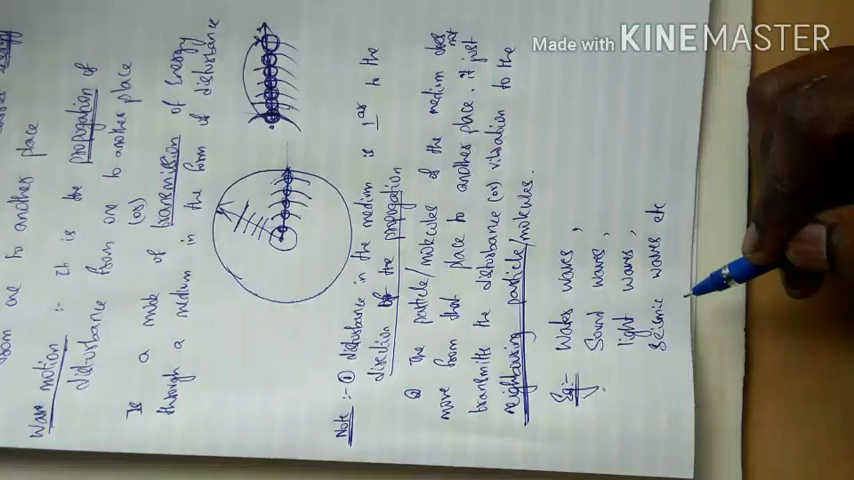 from one to another place
Wave motion :- It is the propagation of
disturbance from one to another place
(or)
Is a mode of transmission of Energy
through a medium in the form of disturbance
Note :- ① disturbance in the medium is ⊥ar to the
direction of the propagation
② The particle/molecules of the medium does not
move from that place to another place. it just
transmits the disturbance (or) vibration to the
neighbouring particle/molecules.
Eg:- Water waves,
Sound waves,
light waves,
Seismic waves etc
Made with KINEMASTER